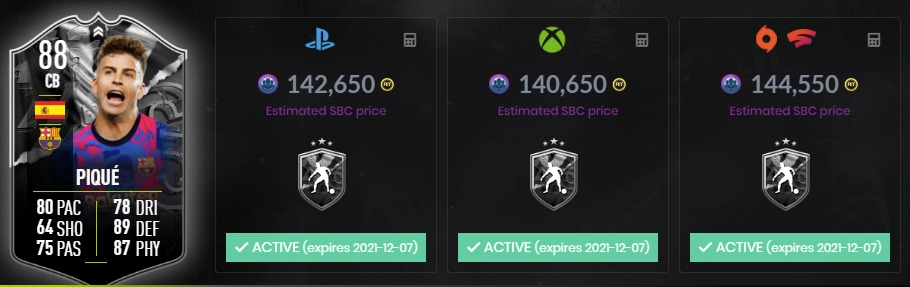 88
CB
PIQUÉ
80 PAC 78 DRI
64 SHO 89 DEF
75 PAS 87 PHY
142,650
Estimated SBC price
ACTIVE (expires 2021-12-07)
140,650
Estimated SBC price
ACTIVE (expires 2021-12-07)
144,550
Estimated SBC price
ACTIVE (expires 2021-12-07)